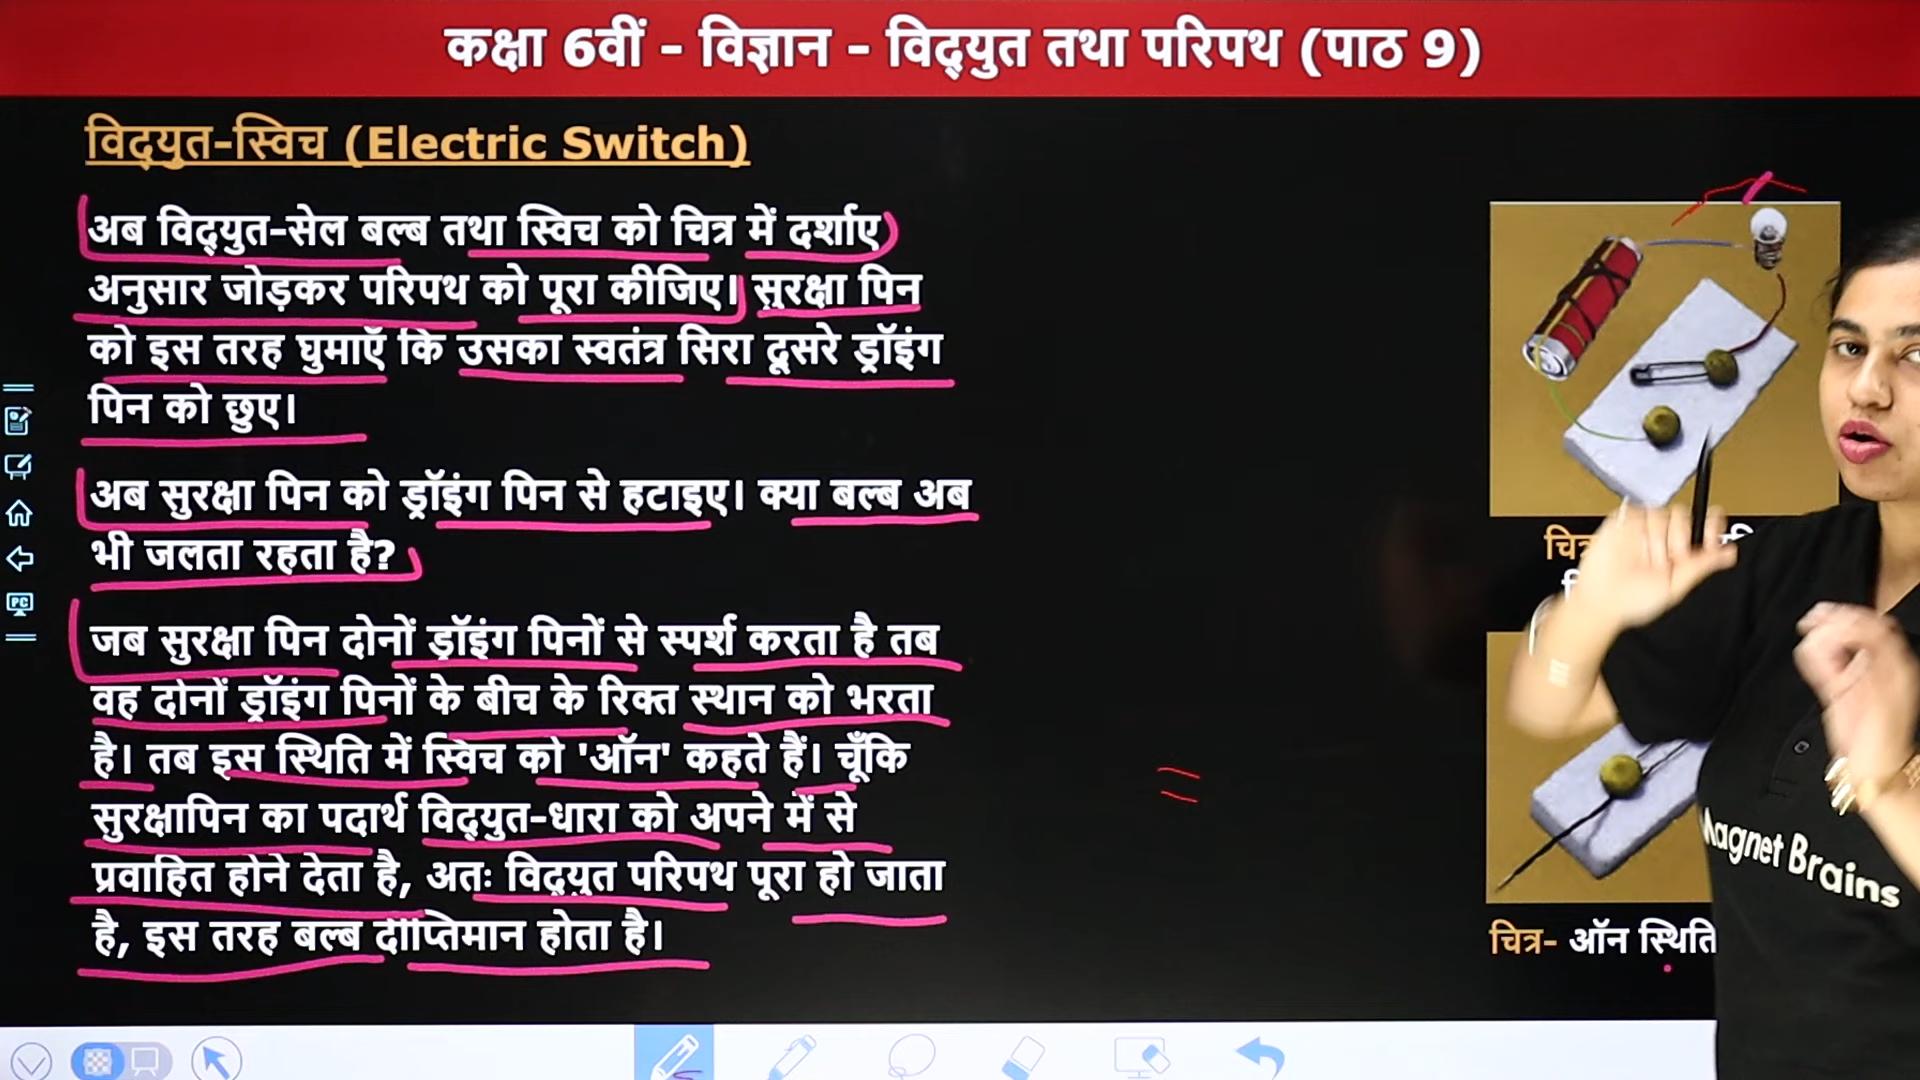 कक्षा 6वीं - विज्ञान - विद्युत तथा परिपथ (पाठ 9)
विद्युत-स्विच (Electric Switch)
अब विद्युत-सेल बल्ब तथा स्विच को चित्र में दर्शाए
अनुसार जोड़कर परिपथ को पूरा कीजिए। सुरक्षा पिन
को इस तरह घुमाएँ कि उसका स्वतंत्र सिरा दूसरे ड्रॉइंग
पिन को छुए।
अब सुरक्षा पिन को ड्रॉइंग पिन से हटाइए। क्या बल्ब अब
भी जलता रहता है?
जब सुरक्षा पिन दोनों ड्रॉइंग पिनों से स्पर्श करता है तब
वह दोनों ड्रॉइंग पिनों के बीच के रिक्त स्थान को भरता
है। तब इस स्थिति में स्विच को 'ऑन' कहते हैं। चूँकि
सुरक्षापिन का पदार्थ विद्युत-धारा को अपने में से
प्रवाहित होने देता है, अतः विद्युत परिपथ पूरा हो जाता
है, इस तरह बल्ब दीप्तिमान होता है।
चित्र
चित्र- ऑन स्थिति
Magnet Brains
PC